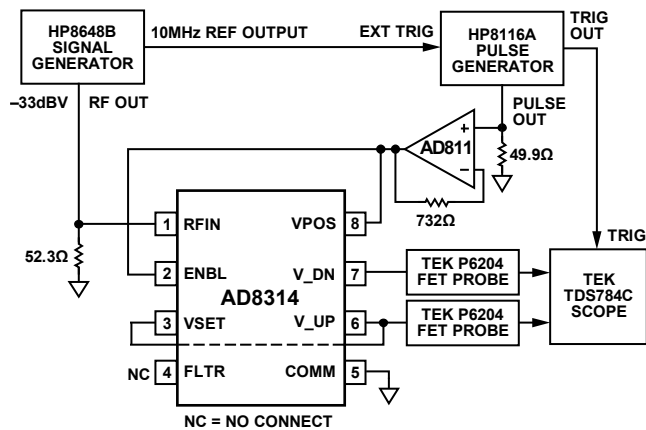 HP8648B
SIGNAL
GENERATOR
10MHz REF OUTPUT
EXT TRIG
HP8116A
PULSE
GENERATOR
TRIG
OUT
–33dBV
RF OUT
PULSE
OUT
+
AD811
–
49.9Ω
732Ω
52.3Ω
1 RFIN
VPOS 8
TRIG
2 ENBL
V_DN 7
TEK P6204
FET PROBE
TEK
TDS784C
SCOPE
AD8314
3 VSET
V_UP 6
TEK P6204
FET PROBE
NC 4 FLTR
COMM 5
NC = NO CONNECT